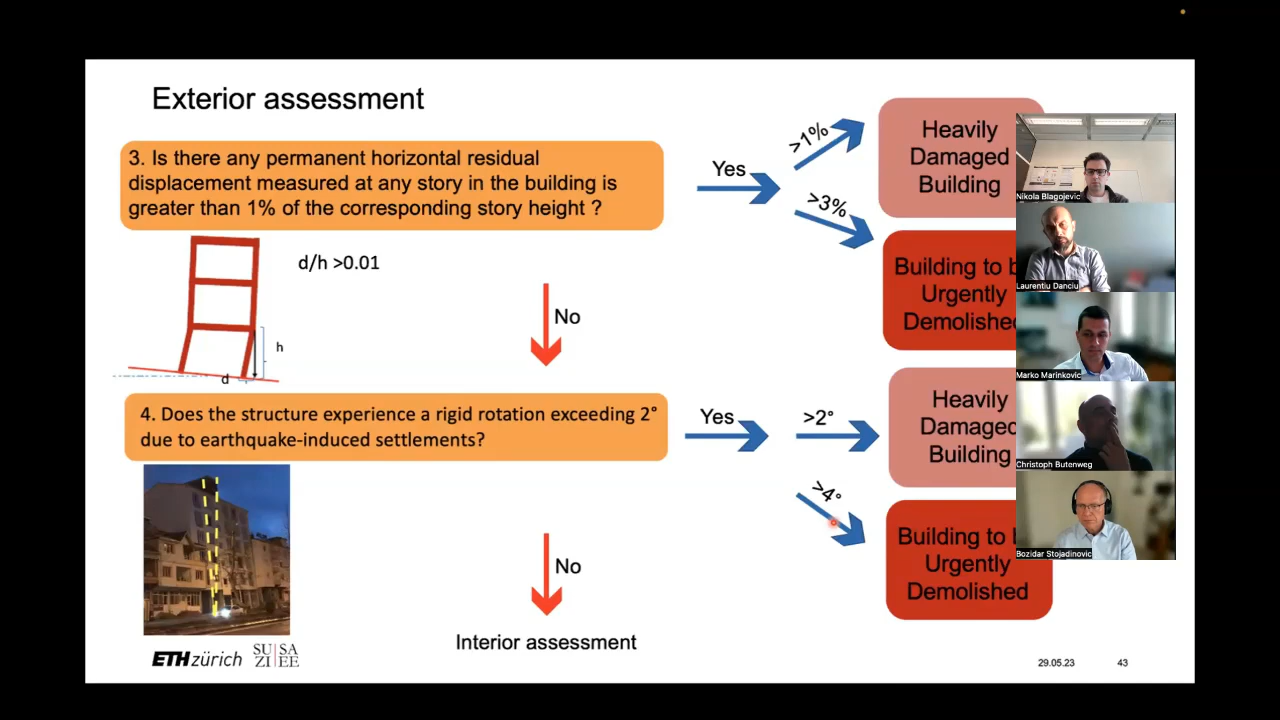 Exterior assessment
3. Is there any permanent horizontal residual
displacement measured at any story in the building is
greater than 1% of the corresponding story height ?
Yes
>1%
>3%
Heavily
Damaged
Building
Building to b
Urgently
Demolishe
d/h >0.01
h
d
No
4. Does the structure experience a rigid rotation exceeding 2°
due to earthquake-induced settlements?
Yes
>2°
>4°
Heavily
Damaged
Building
Building to b
Urgently
Demolished
No
Interior assessment
ETH zürich
SU SA
ZI EE
29.05.23
43
Nikola Blagojevic
Laurentiu Danciu
Marko Marinkovic
Christoph Butenweg
Bozidar Stojadinovic